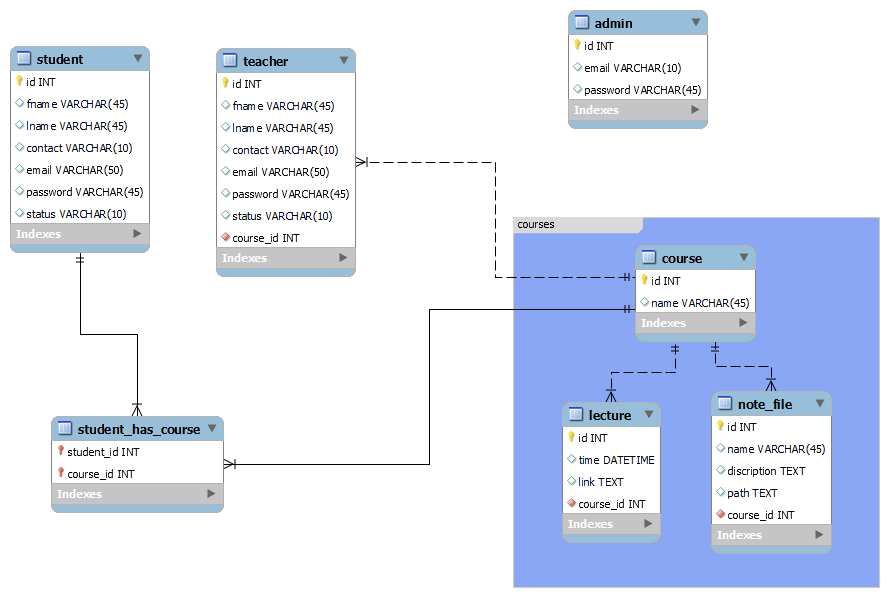 student
id INT
fname VARCHAR(45)
lname VARCHAR(45)
contact VARCHAR(10)
email VARCHAR(50)
password VARCHAR(45)
status VARCHAR(10)
Indexes
teacher
id INT
fname VARCHAR(45)
lname VARCHAR(45)
contact VARCHAR(10)
email VARCHAR(50)
password VARCHAR(45)
status VARCHAR(10)
course_id INT
Indexes
admin
id INT
email VARCHAR(10)
password VARCHAR(45)
Indexes
courses
course
id INT
name VARCHAR(45)
Indexes
student_has_course
student_id INT
course_id INT
Indexes
lecture
id INT
time DATETIME
link TEXT
course_id INT
Indexes
note_file
id INT
name VARCHAR(45)
discription TEXT
path TEXT
course_id INT
Indexes